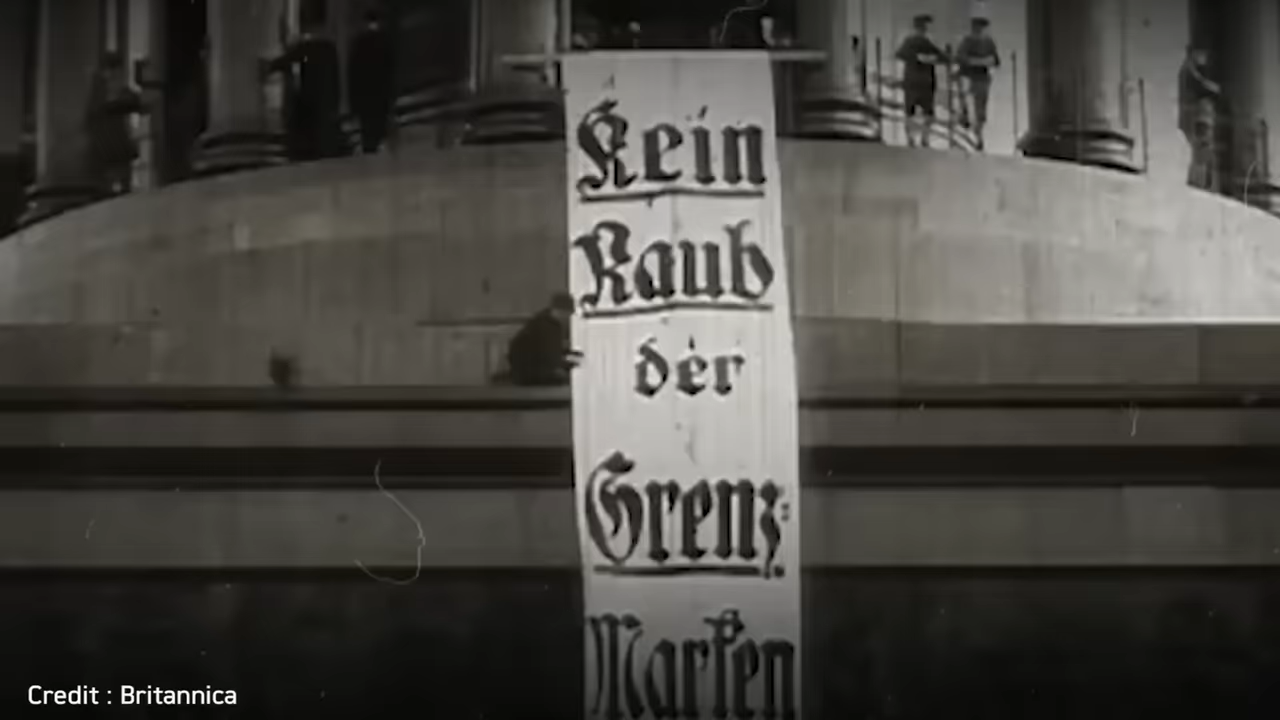 Kein
Raub
der
Grenz-
Marken
Credit : Britannica